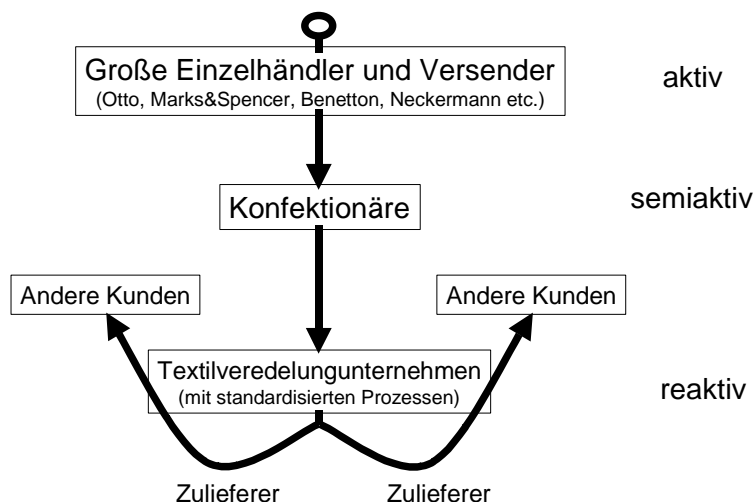 Große Einzelhändler und Versender
(Otto, Marks&Spencer, Benetton, Neckermann etc.)
aktiv
Konfektionäre
semiaktiv
Andere Kunden
Andere Kunden
Textilveredelungunternehmen
(mit standardisierten Prozessen)
reaktiv
Zulieferer
Zulieferer